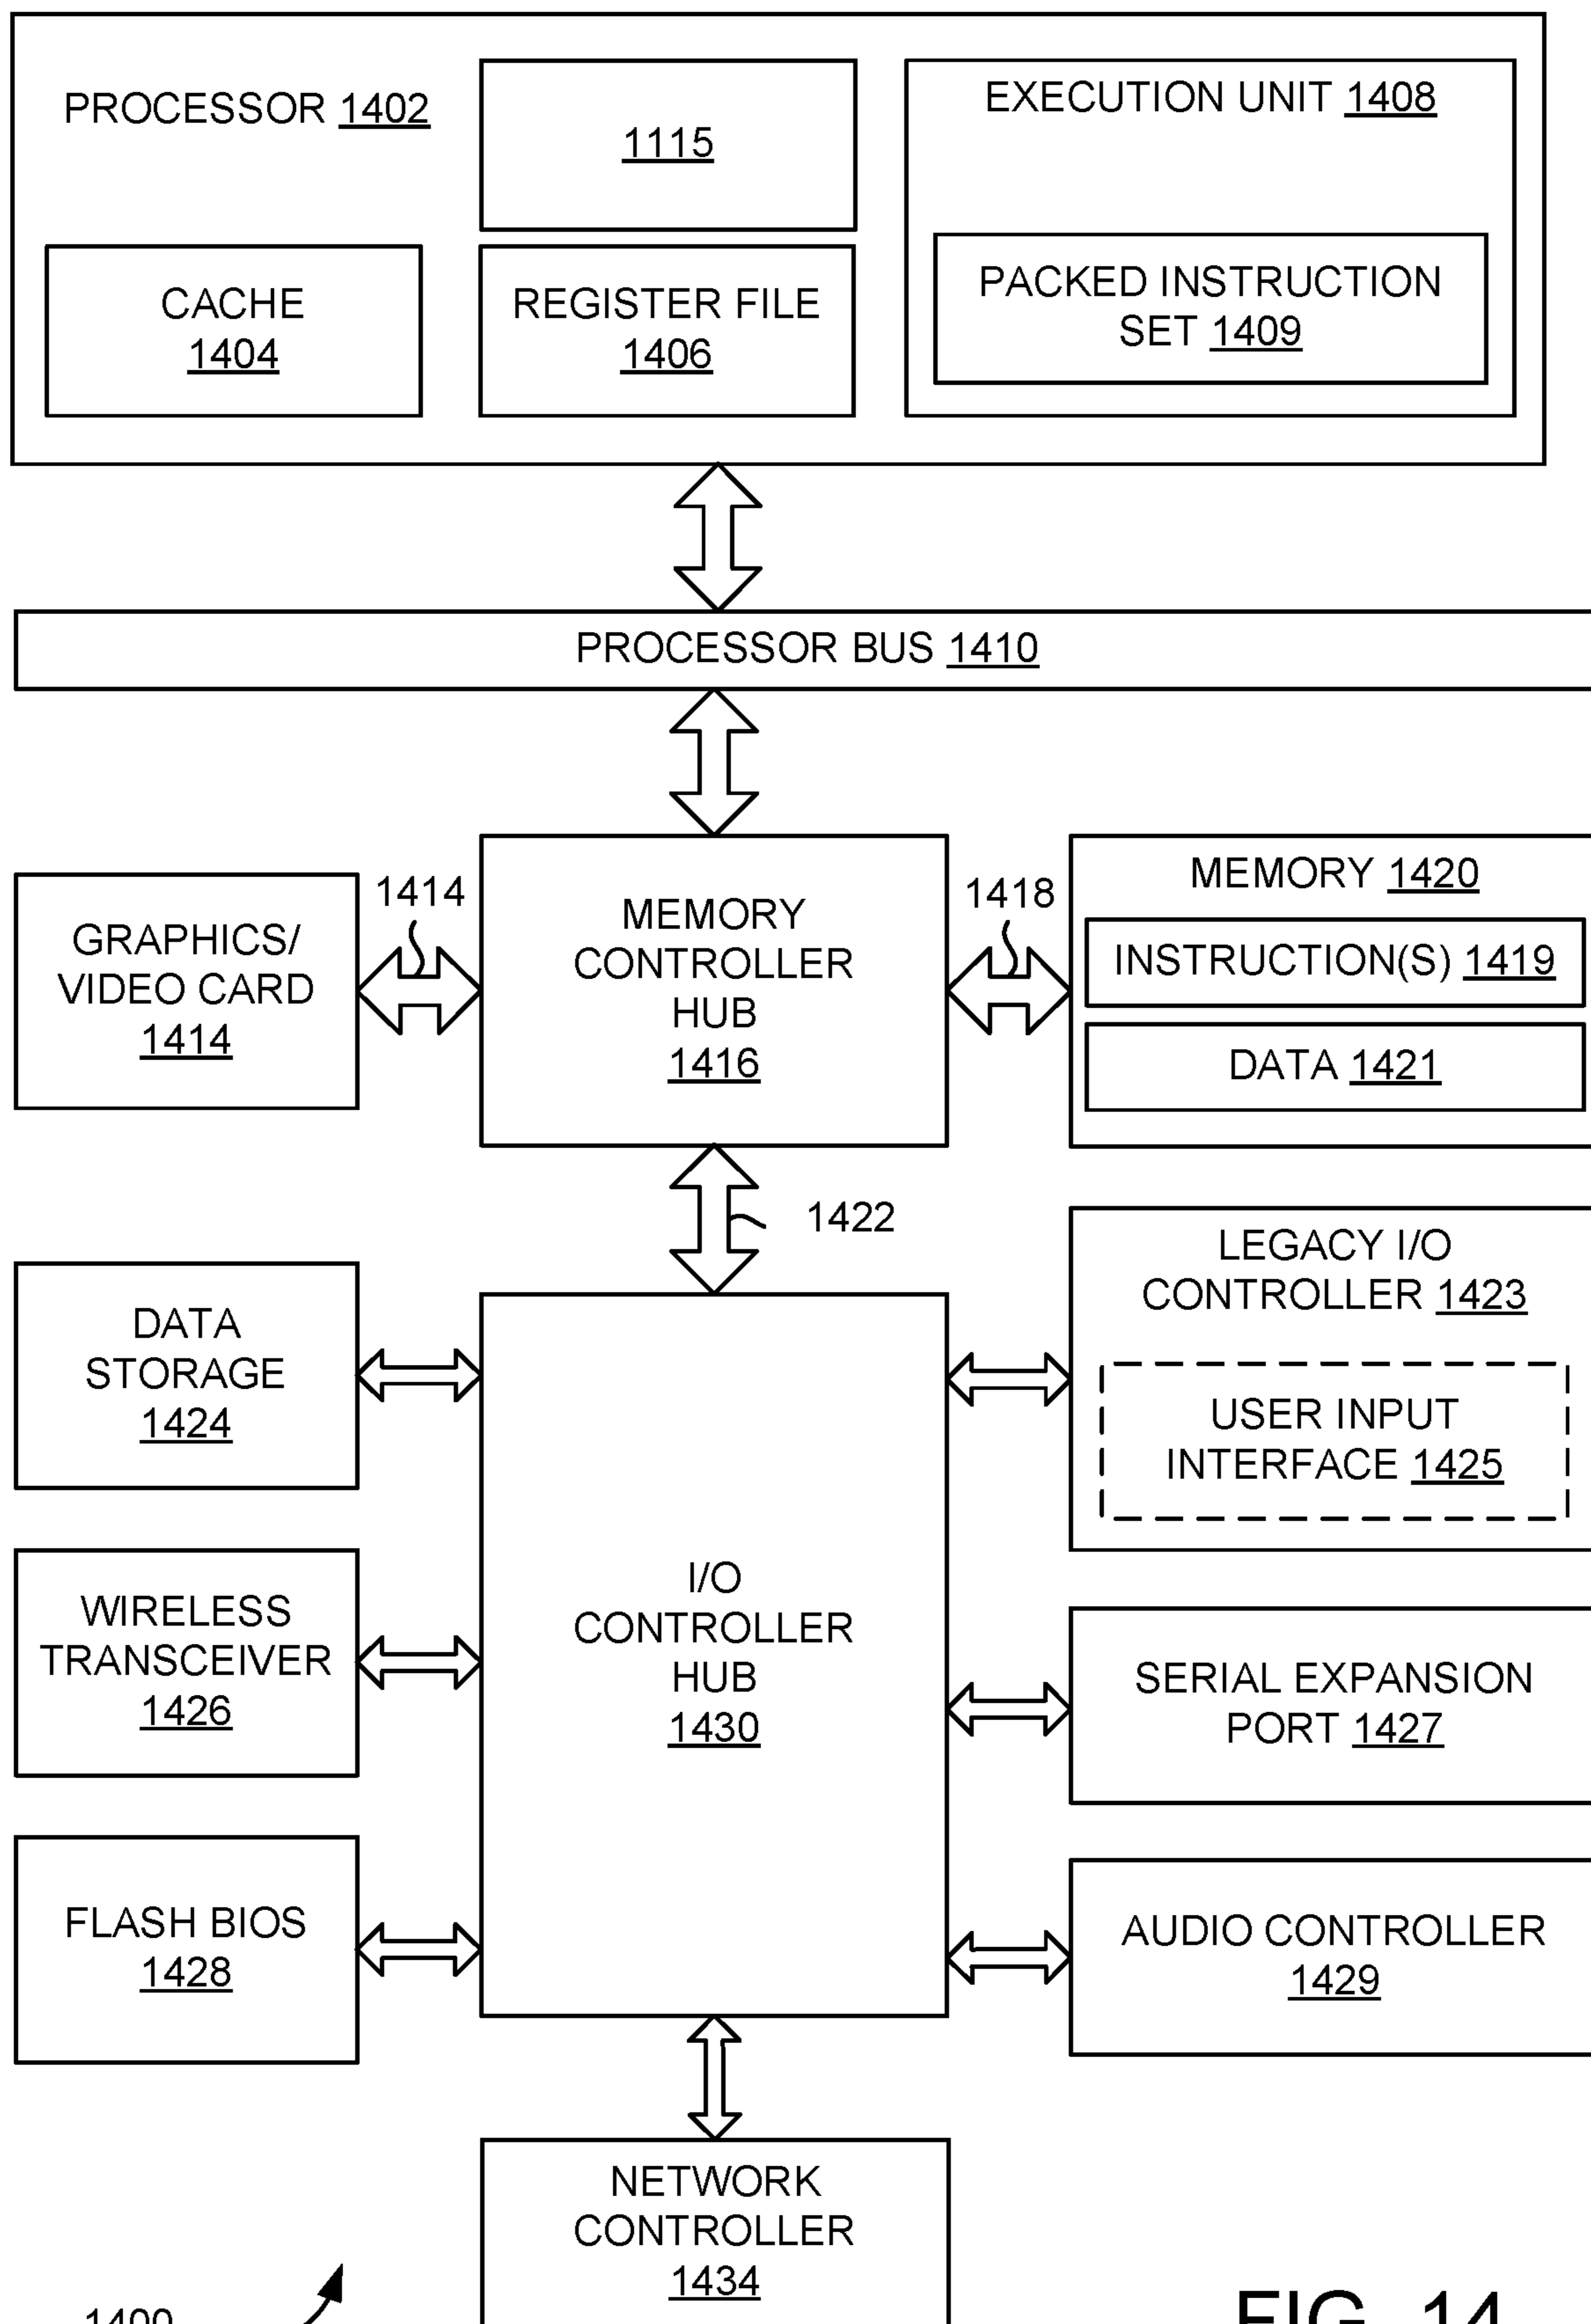 PROCESSOR 1402
1115
EXECUTION UNIT 1408
CACHE
1404
REGISTER FILE
1406
PACKED INSTRUCTION
SET 1409
PROCESSOR BUS 1410
GRAPHICS/
VIDEO CARD
1414
1414
MEMORY
CONTROLLER
HUB
1416
1418
MEMORY 1420
INSTRUCTION(S) 1419
DATA 1421
1422
DATA
STORAGE
1424
LEGACY I/O
CONTROLLER 1423
USER INPUT
INTERFACE 1425
WIRELESS
TRANSCEIVER
1426
I/O
CONTROLLER
HUB
1430
SERIAL EXPANSION
PORT 1427
FLASH BIOS
1428
AUDIO CONTROLLER
1429
NETWORK
CONTROLLER
1434
1400
FIG. 14